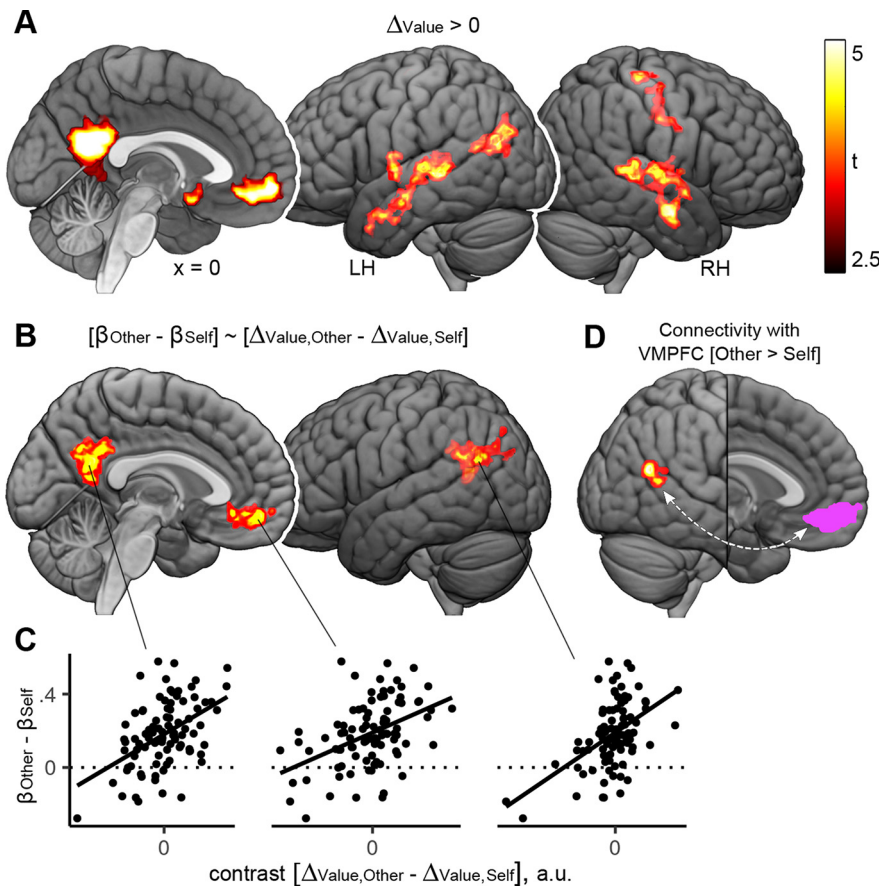 A
ΔValue > 0
5
t
2.5
x = 0
LH
RH
B
[βOther - βSelf] ~ [ΔValue,Other - ΔValue,Self]
D
Connectivity with
VMPFC [Other > Self]
C
βOther - βSelf
.4
0
0
0
0
contrast [ΔValue,Other - ΔValue,Self], a.u.